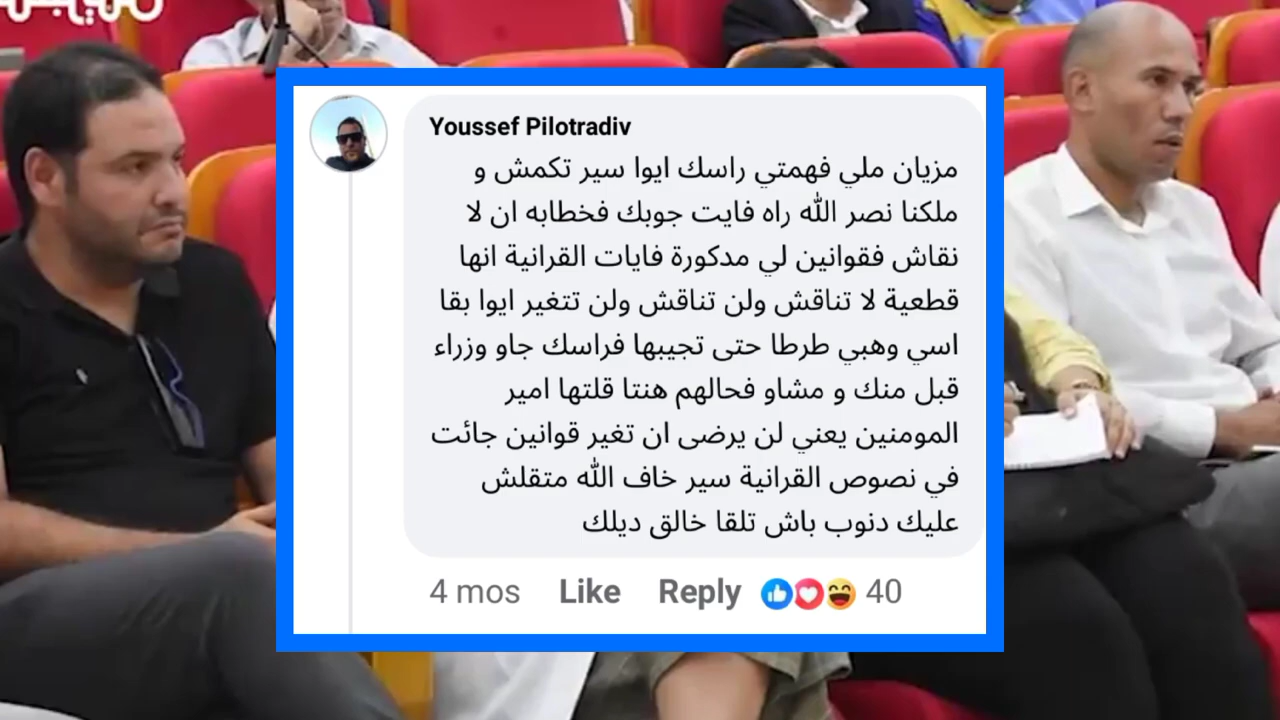 Youssef Pilotradiv
مزيان ملي فهمتي راسك ايوا سير تكمش و
ملكنا نصر الله راه فايت جوبك فخطابه ان لا
نقاش فقوانين لي مدكورة فايات القرانية انها
قطعية لا تناقش ولن تناقش ولن تتغير ايوا بقا
اسي وهبي طرطا حتى تجيبها فراسك جاو وزراء
قبل منك و مشاو فحالهم هنتا قلتها امير
المومنين يعني لن يرضى ان تغير قوانين جائت
في نصوص القرانية سير خاف الله متقلش
عليك دنوب باش تلقا خالق ديلك
4 mos Like Reply 40